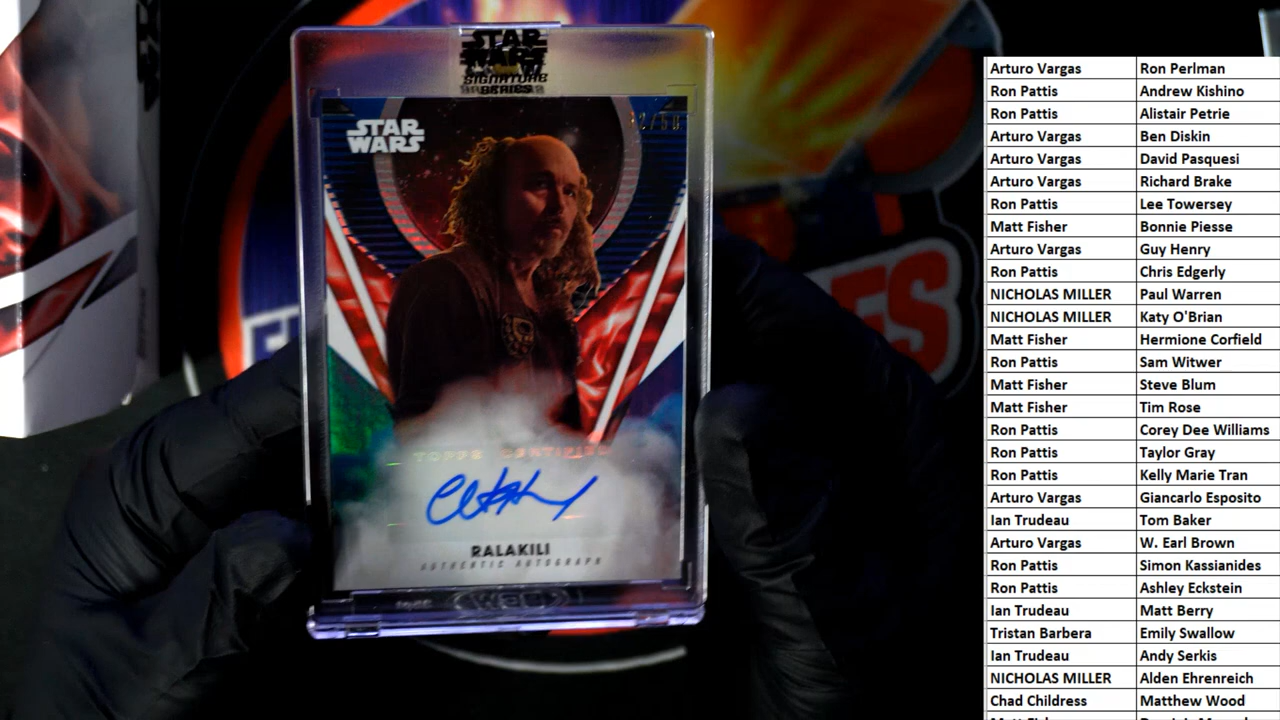 STAR
WARS
SIGNATURE
SERIES
STAR
WARS
TOPPS CERTIFIED
RALAKILI
AUTHENTIC AUTOGRAPH
Arturo Vargas Ron Perlman
Ron Pattis Andrew Kishino
Ron Pattis Alistair Petrie
Arturo Vargas Ben Diskin
Arturo Vargas David Pasquesi
Arturo Vargas Richard Brake
Ron Pattis Lee Towersey
Matt Fisher Bonnie Piesse
Arturo Vargas Guy Henry
Ron Pattis Chris Edgerly
NICHOLAS MILLER Paul Warren
NICHOLAS MILLER Katy O'Brian
Matt Fisher Hermione Corfield
Ron Pattis Sam Witwer
Matt Fisher Steve Blum
Matt Fisher Tim Rose
Ron Pattis Corey Dee Williams
Ron Pattis Taylor Gray
Ron Pattis Kelly Marie Tran
Arturo Vargas Giancarlo Esposito
Ian Trudeau Tom Baker
Arturo Vargas W. Earl Brown
Ron Pattis Simon Kassianides
Ron Pattis Ashley Eckstein
Ian Trudeau Matt Berry
Tristan Barbera Emily Swallow
Ian Trudeau Andy Serkis
NICHOLAS MILLER Alden Ehrenreich
Chad Childress Matthew Wood